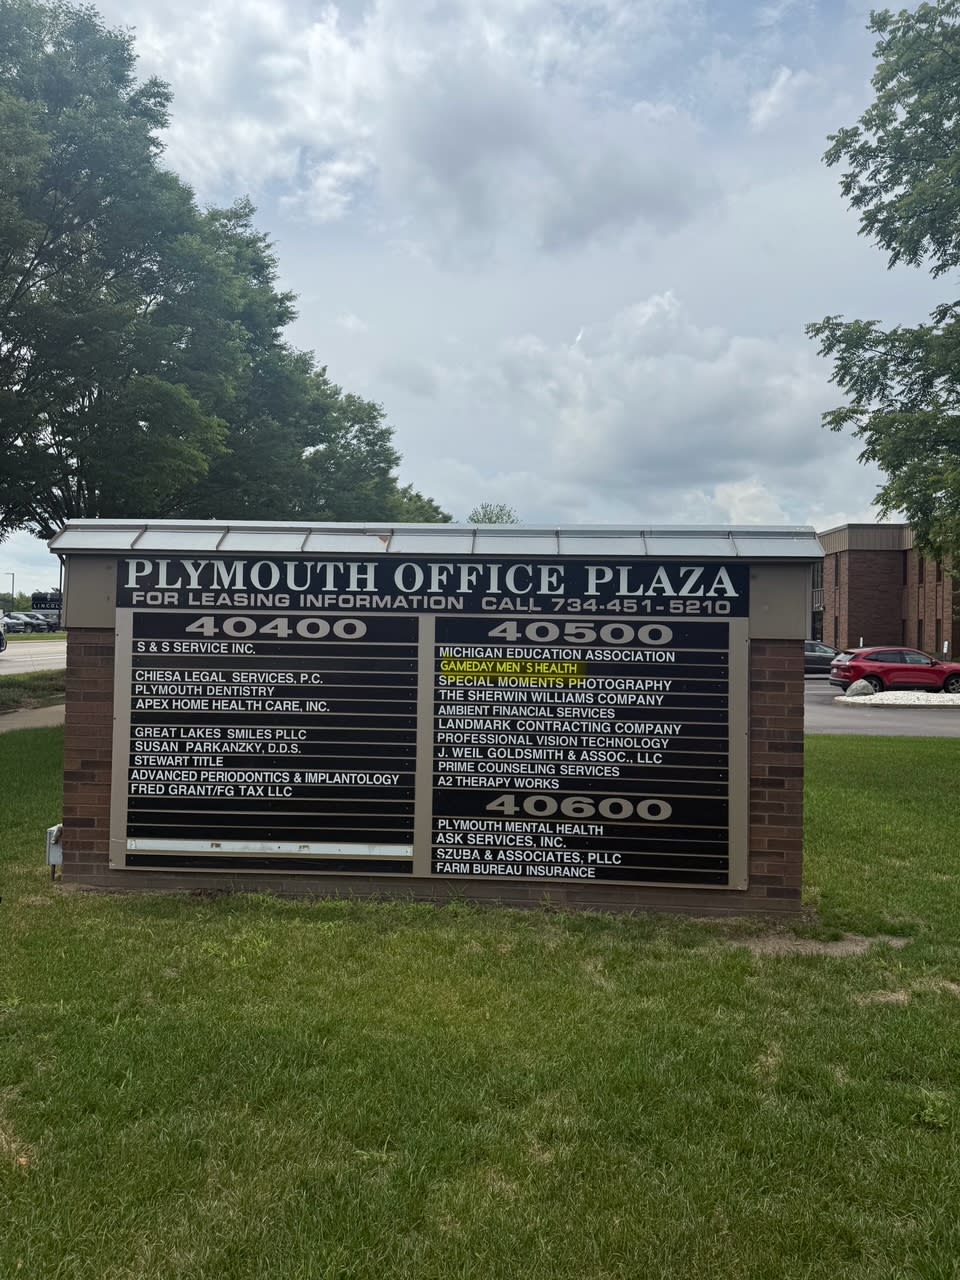 PLYMOUTH OFFICE PLAZA
FOR LEASING INFORMATION CALL 734-451-5210
40400
S & S SERVICE INC.
CHIESA LEGAL SERVICES, P.C.
PLYMOUTH DENTISTRY
APEX HOME HEALTH CARE, INC.
GREAT LAKES SMILES PLLC
SUSAN PARKANZKY, D.D.S.
STEWART TITLE
ADVANCED PERIODONTICS & IMPLANTOLOGY
FRED GRANT/FG TAX LLC
40500
MICHIGAN EDUCATION ASSOCIATION
GAMEDAY MEN'S HEALTH
SPECIAL MOMENTS PHOTOGRAPHY
THE SHERWIN WILLIAMS COMPANY
AMBIENT FINANCIAL SERVICES
LANDMARK CONTRACTING COMPANY
PROFESSIONAL VISION TECHNOLOGY
J. WEIL GOLDSMITH & ASSOC., LLC
PRIME COUNSELING SERVICES
A2 THERAPY WORKS
40600
PLYMOUTH MENTAL HEALTH
ASK SERVICES, INC.
SZUBA & ASSOCIATES, PLLC
FARM BUREAU INSURANCE
LINCOLN